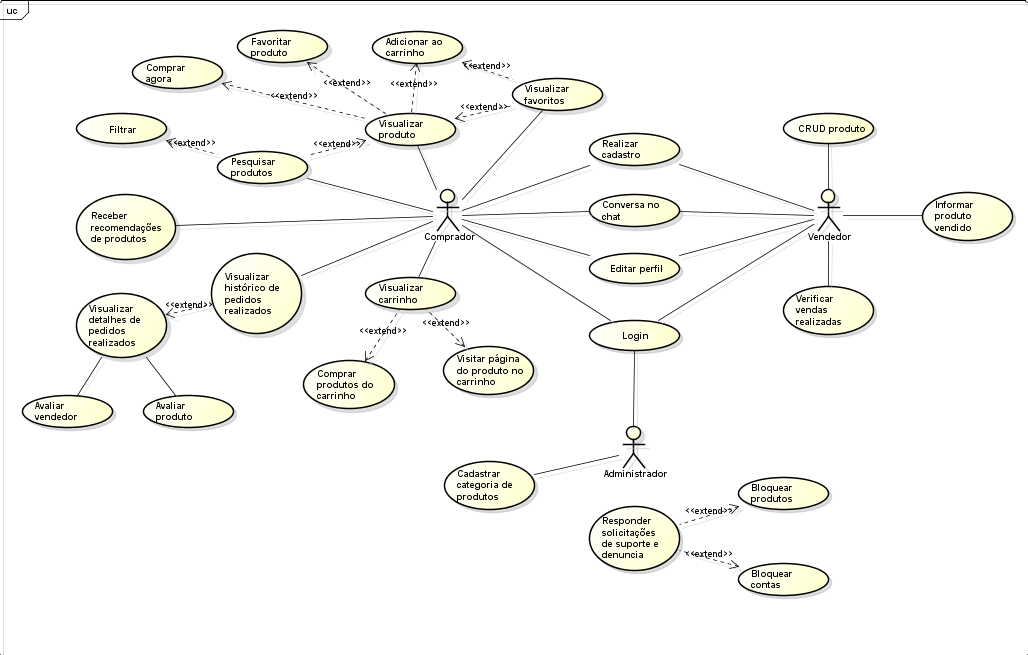 uc
Favoritar
produto
Adicionar ao
carrinho
Comprar
agora
<<extend>>
<<extend>>
<<extend>>
<<extend>>
Visualizar
favoritos
<<extend>>
Filtrar
<<extend>>
<<extend>>
Visualizar
produto
CRUD produto
Pesquisar
produtos
Realizar
cadastro
Receber
recomendações
de produtos
Comprador
Conversa no
chat
Vendedor
Informar
produto
vendido
Editar perfil
Visualizar
histórico de
pedidos
realizados
Visualizar
carrinho
Visualizar
detalhes de
pedidos
realizados
<<extend>>
Verificar
vendas
realizadas
<<extend>>
<<extend>>
Login
Comprar
produtos do
carrinho
Visitar página
do produto no
carrinho
Avaliar
vendedor
Avaliar
produto
Administrador
Cadastrar
categoria de
produtos
Bloquear
produtos
<<extend>>
Responder
solicitações
de suporte e
denuncia
<<extend>>
Bloquear
contas